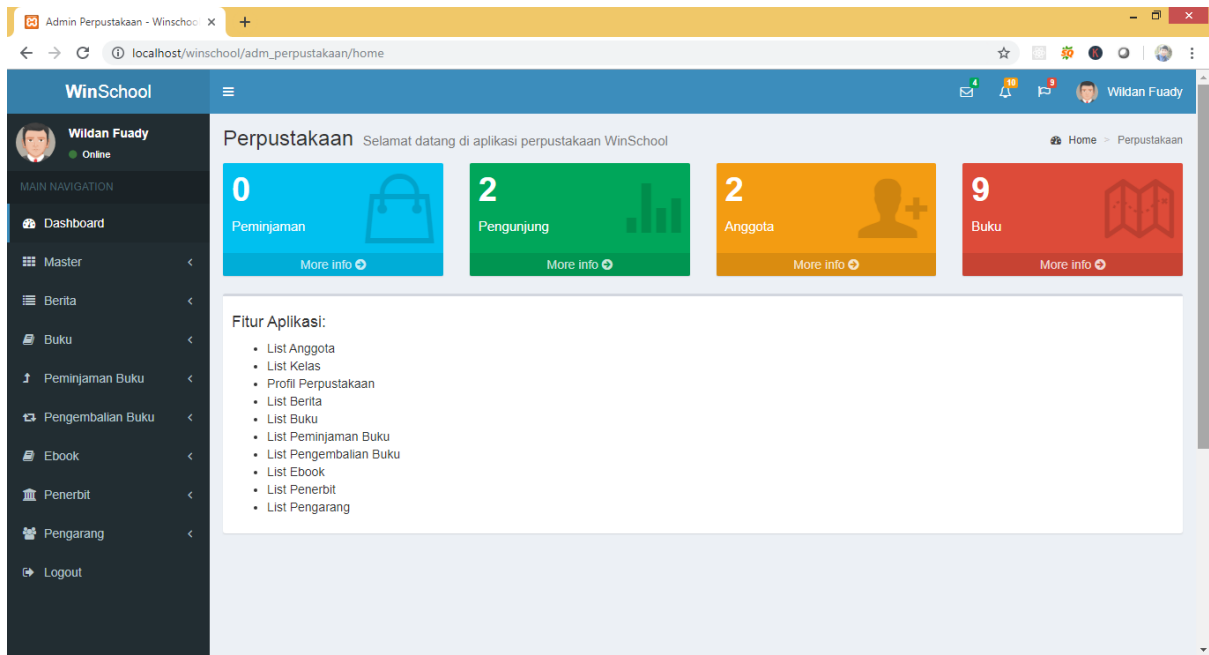 Admin Perpustakaan - Winschoo
localhost/winschool/adm_perpustakaan/home
WinSchool
4
10
9
Wildan Fuady
Wildan Fuady
Online
MAIN NAVIGATION
Dashboard
Master
Berita
Buku
Peminjaman Buku
Pengembalian Buku
Ebook
Penerbit
Pengarang
Logout
Perpustakaan Selamat datang di aplikasi perpustakaan WinSchool
Home > Perpustakaan
0
Peminjaman
More info
2
Pengunjung
More info
2
Anggota
More info
9
Buku
More info
Fitur Aplikasi:
• List Anggota
• List Kelas
• Profil Perpustakaan
• List Berita
• List Buku
• List Peminjaman Buku
• List Pengembalian Buku
• List Ebook
• List Penerbit
• List Pengarang